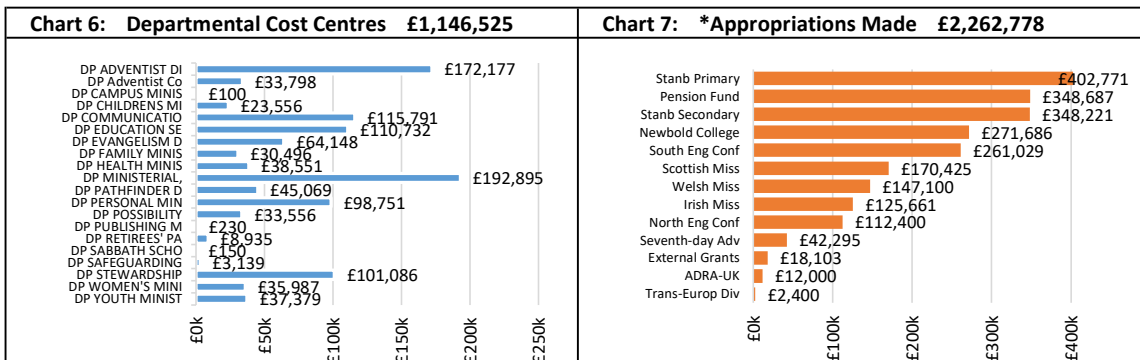 Chart 6: Departmental Cost Centres £1,146,525
DP ADVENTIST DI £172,177
DP Adventist Co £33,798
DP CAMPUS MINIS £100
DP CHILDRENS MI £23,556
DP COMMUNICATIO £115,791
DP EDUCATION SE £110,732
DP EVANGELISM D £64,148
DP FAMILY MINIS £30,496
DP HEALTH MINIS £38,551
DP MINISTERIAL, £192,895
DP PATHFINDER D £45,069
DP PERSONAL MIN £98,751
DP POSSIBILITY £33,556
DP PUBLISHING M £230
DP RETIREES' PA £8,935
DP SABBATH SCHO £150
DP SAFEGUARDING £3,139
DP STEWARDSHIP £101,086
DP WOMEN'S MINI £35,987
DP YOUTH MINIST £37,379
£0k £50k £100k £150k £200k £250k
Chart 7: *Appropriations Made £2,262,778
Stanb Primary £402,771
Pension Fund £348,687
Stanb Secondary £348,221
Newbold College £271,686
South Eng Conf £261,029
Scottish Miss £170,425
Welsh Miss £147,100
Irish Miss £125,661
North Eng Conf £112,400
Seventh-day Adv £42,295
External Grants £18,103
ADRA-UK £12,000
Trans-Europ Div £2,400
£0k £100k £200k £300k £400k